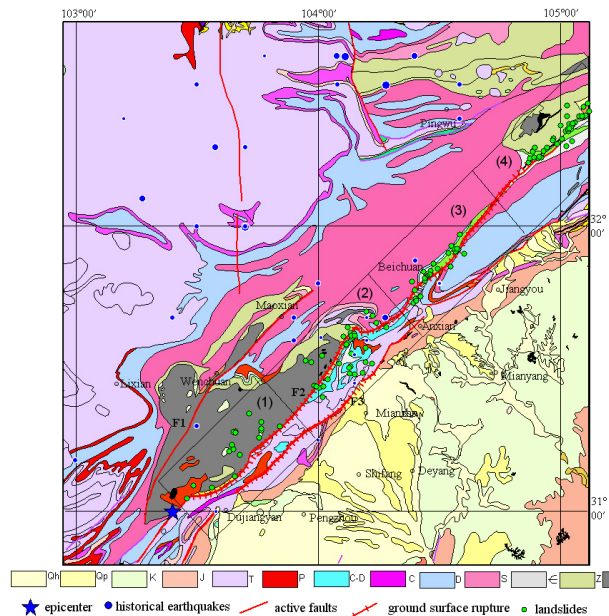 103°00' 104°00' 105°00'
Pingwu
(4)
(3)
32°
00'
Beichuan
Jiangyou
Maoxian
(2)
Anxian
Lixian
Wenchuan
Mianyang
(1)
F2
F1
F3
Mianzhu
Shifang
Deyang
31°
00'
Dujiangyan
Pengzhou
Qh Qp K J T P C-D C D S Є Z
epicenter historical earthquakes active faults ground surface rupture landslides